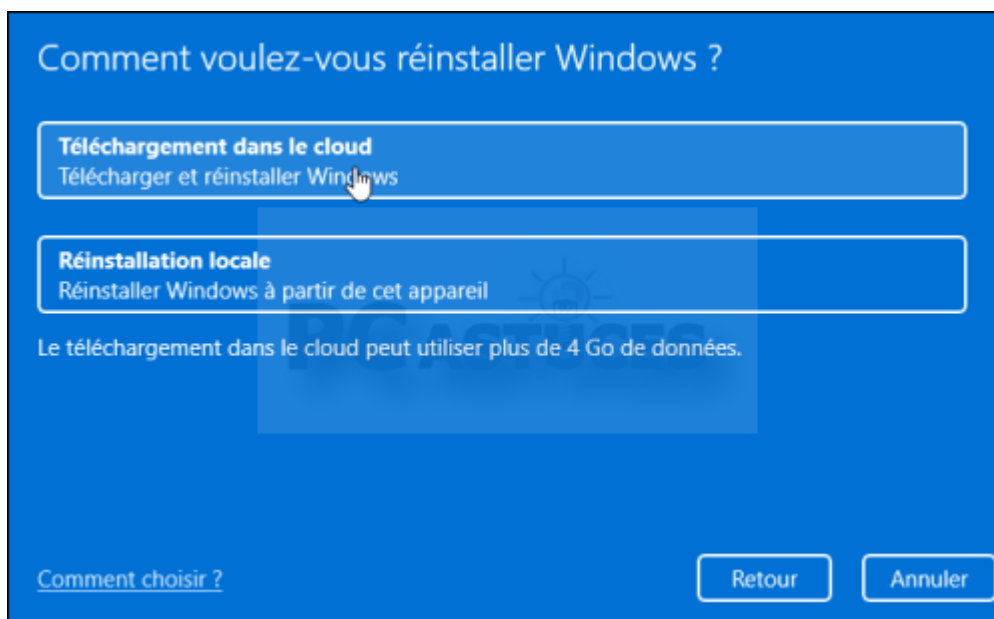 Comment voulez-vous réinstaller Windows ?
Téléchargement dans le cloud
Télécharger et réinstaller Windows
Réinstallation locale
Réinstaller Windows à partir de cet appareil
PC ASTUCES
Le téléchargement dans le cloud peut utiliser plus de 4 Go de données.
Comment choisir ?
Retour
Annuler